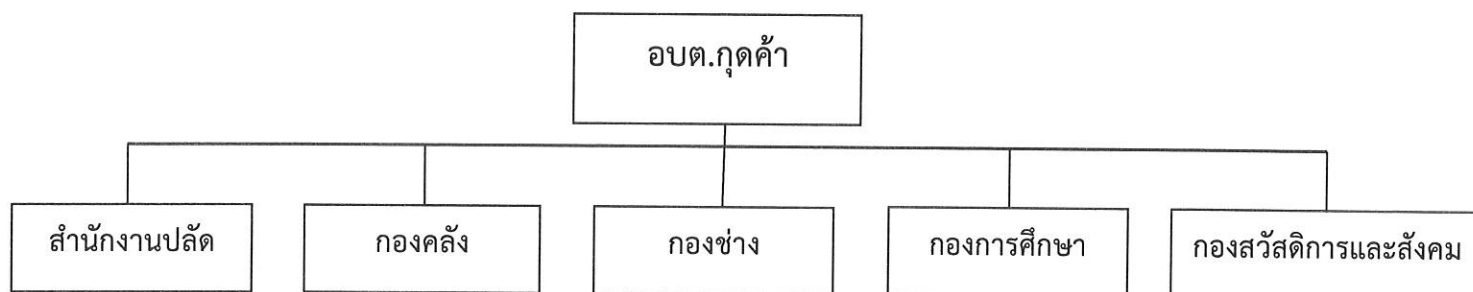 อบต.กุดค้า
สำนักงานปลัด
กองคลัง
กองช่าง
กองการศึกษา
กองสวัสดิการและสังคม